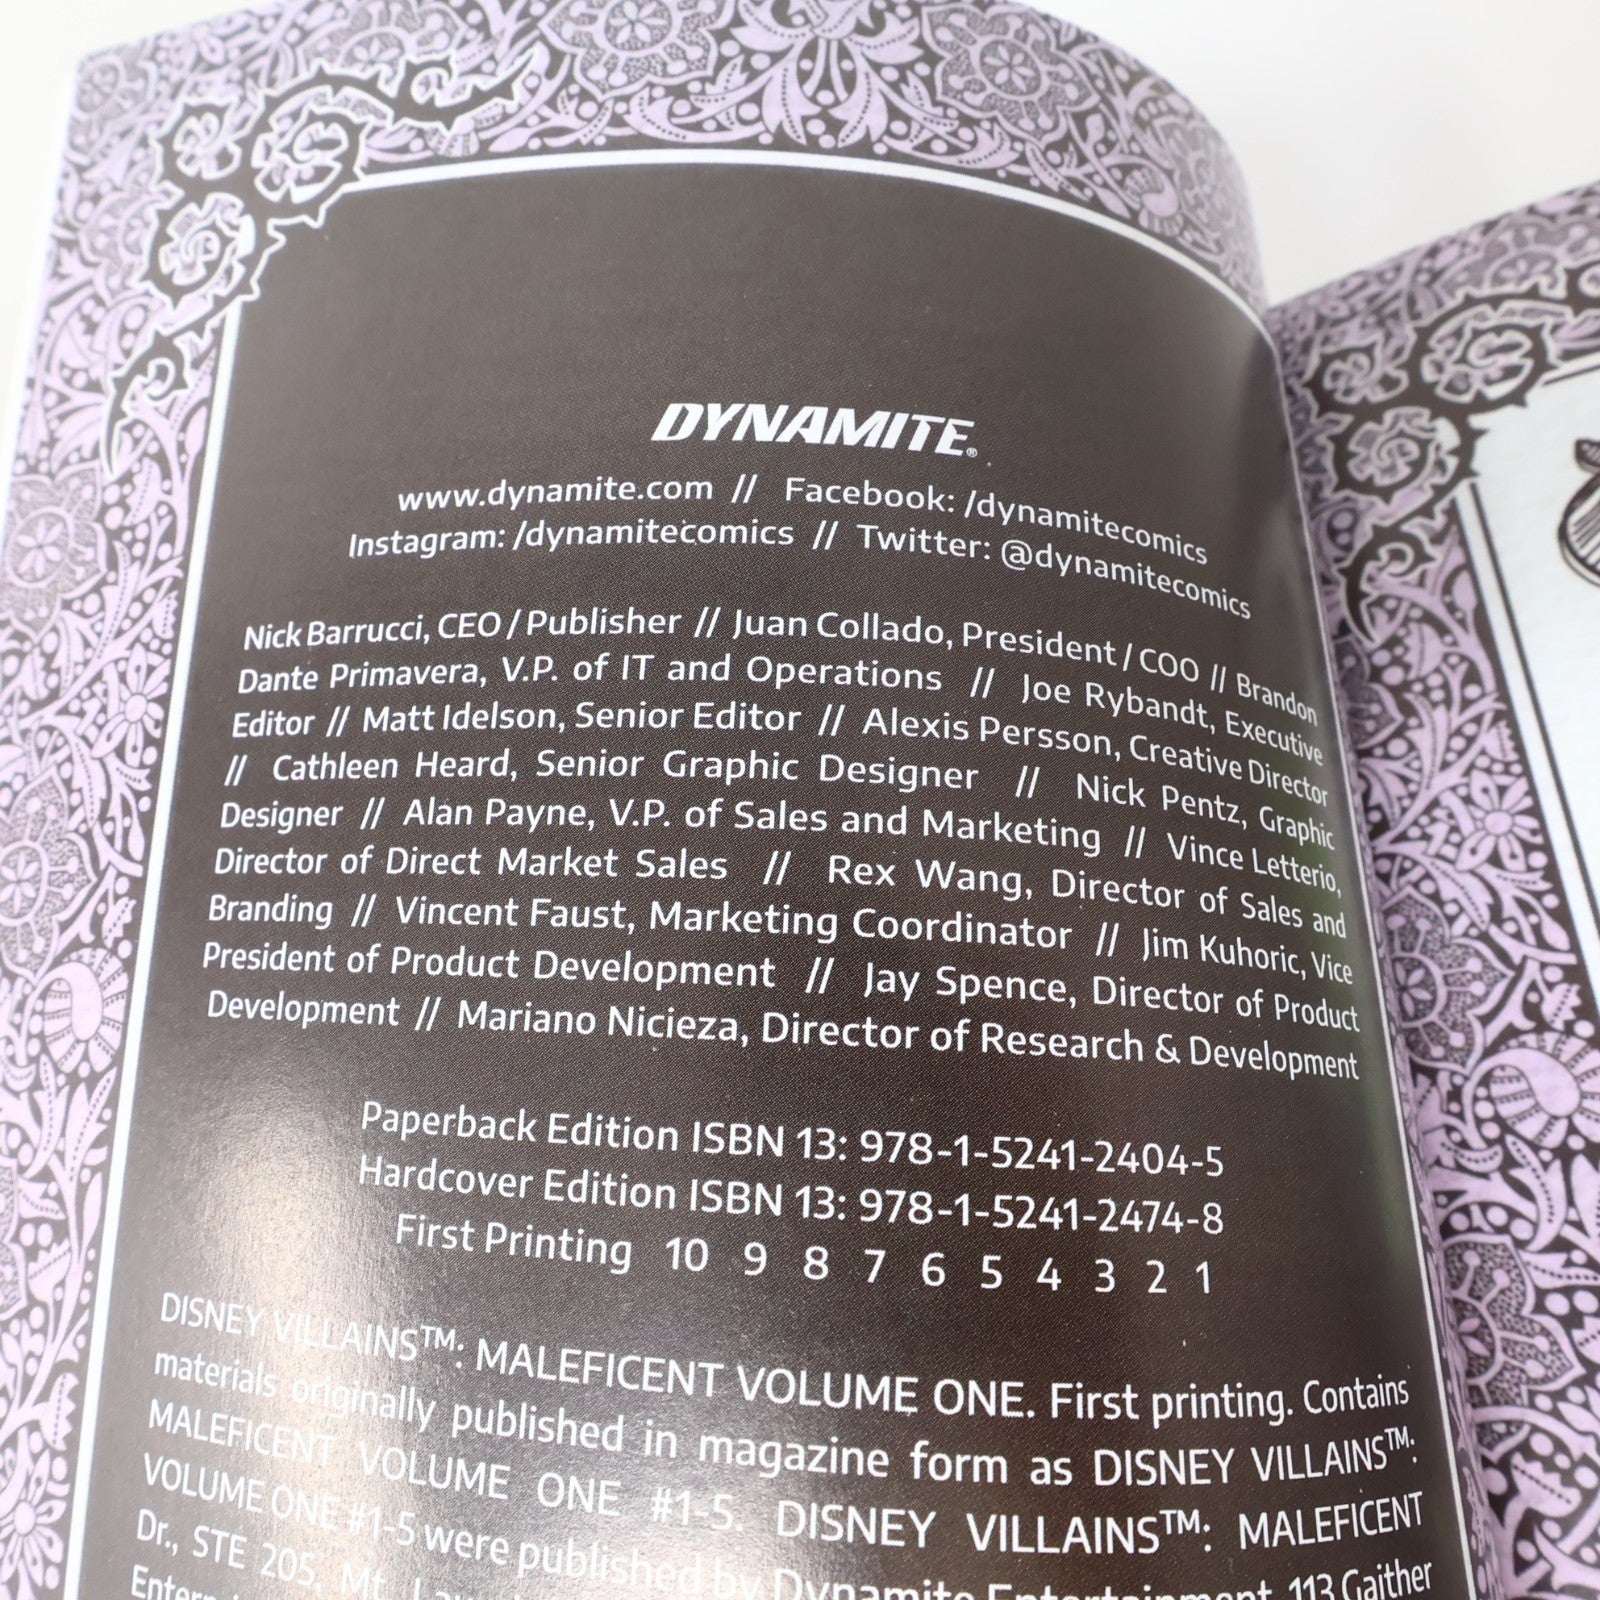 DYNAMITE®
www.dynamite.com // Facebook: /dynamitecomics
Instagram: /dynamitecomics // Twitter: @dynamitecomics
Nick Barrucci, CEO / Publisher // Juan Collado, President / COO // Brandon
Dante Primavera, V.P. of IT and Operations // Joe Rybandt, Executive
Editor // Matt Idelson, Senior Editor // Alexis Persson, Creative Director
// Cathleen Heard, Senior Graphic Designer // Nick Pentz, Graphic
Designer // Alan Payne, V.P. of Sales and Marketing // Vince Letterio,
Director of Direct Market Sales // Rex Wang, Director of Sales and
Branding // Vincent Faust, Marketing Coordinator // Jim Kuhoric, Vice
President of Product Development // Jay Spence, Director of Product
Development // Mariano Nicieza, Director of Research & Development
Paperback Edition ISBN 13: 978-1-5241-2404-5
Hardcover Edition ISBN 13: 978-1-5241-2474-8
First Printing 10 9 8 7 6 5 4 3 2 1
DISNEY VILLAINS™: MALEFICENT VOLUME ONE. First printing. Contains
materials originally published in magazine form as DISNEY VILLAINS™:
MALEFICENT VOLUME ONE #1-5. DISNEY VILLAINS™: MALEFICENT
VOLUME ONE #1-5 were published by Dynamite Entertainment, 113 Gaither
Dr., STE 205, Mt.